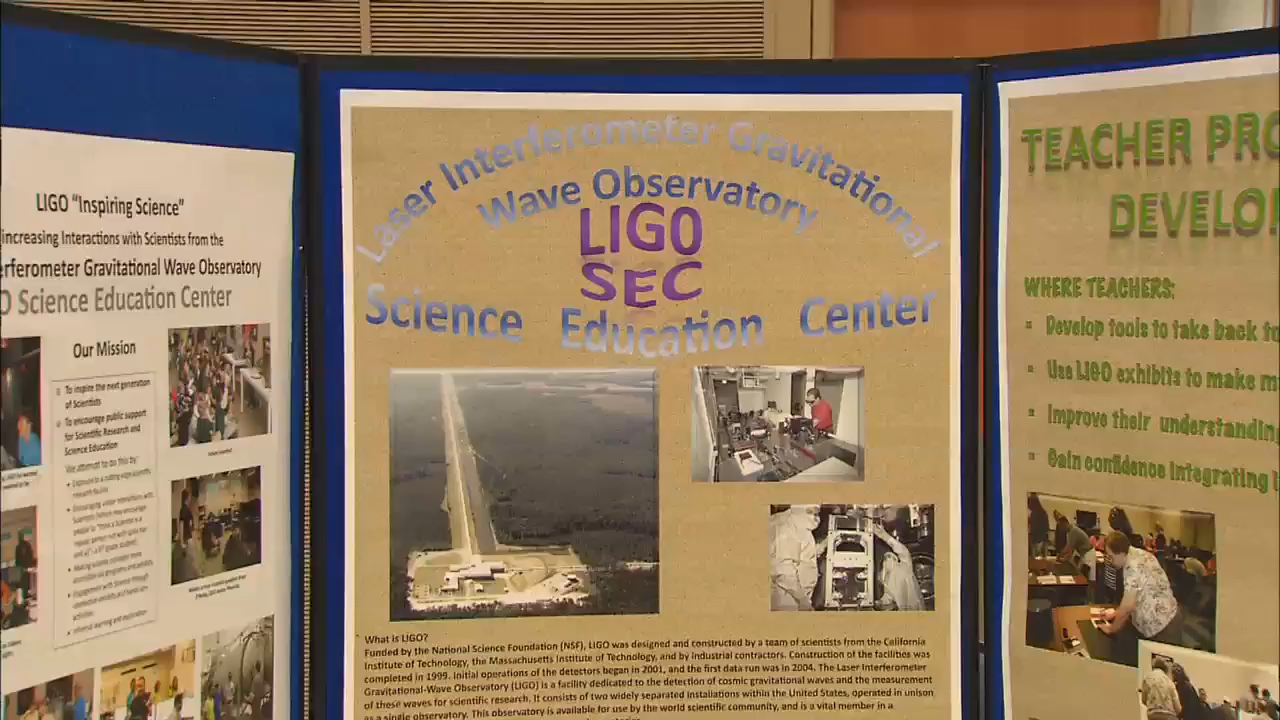 LIGO "Inspiring Science"
increasing Interactions with Scientists from the
rferometer Gravitational Wave Observatory
O Science Education Center
Our Mission
To inspire the next generation
of Scientists
To encourage public support
for Scientific Research and
Science Education
We attempt to do this by:
Laser Interferometer Gravitational
Wave Observatory
LIGO
SEC
Science Education Center
What is LIGO?
Funded by the National Science Foundation (NSF), LIGO was designed and constructed by a team of scientists from the California
Institute of Technology, the Massachusetts Institute of Technology, and by industrial contractors. Construction of the facilities was
completed in 1999. Initial operations of the detectors began in 2001, and the first data run was in 2004. The Laser Interferometer
Gravitational-Wave Observatory (LIGO) is a facility dedicated to the detection of cosmic gravitational waves and the measurement
of these waves for scientific research. It consists of two widely separated installations within the United States, operated in unison
as a single observatory. This observatory is available for use by the world scientific community, and is a vital member in a
TEACHER PRO
DEVELO
WHERE TEACHERS:
Develop tools to take back to
Use LIGO exhibits to make m
Improve their understanding
Gain confidence integrating